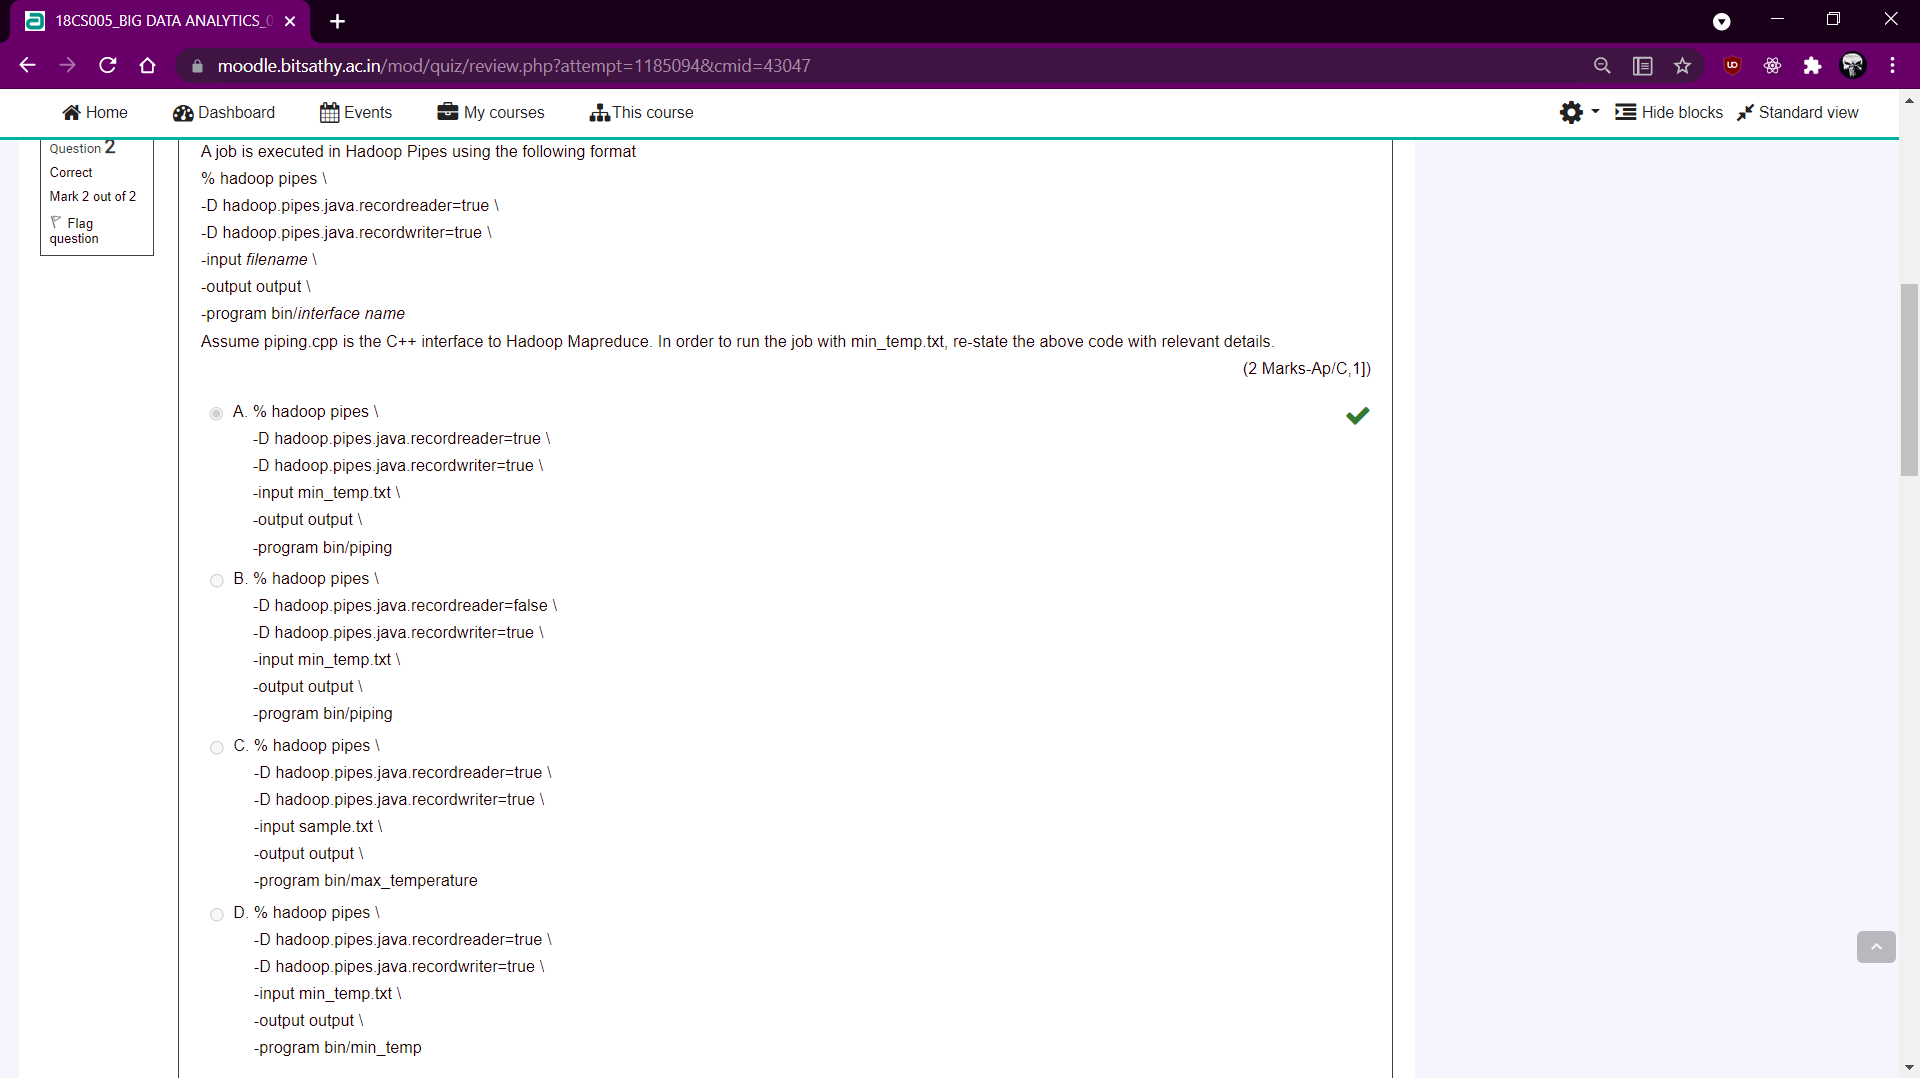 18CS005_BIG DATA ANALYTICS_0
moodle.bitsathy.ac.in/mod/quiz/review.php?attempt=1185094&cmid=43047
Home Dashboard Events My courses This course Hide blocks Standard view
Question 2
Correct
Mark 2 out of 2
Flag
question
A job is executed in Hadoop Pipes using the following format
% hadoop pipes \
-D hadoop.pipes.java.recordreader=true \
-D hadoop.pipes.java.recordwriter=true \
-input filename \
-output output \
-program bin/interface name
Assume piping.cpp is the C++ interface to Hadoop Mapreduce. In order to run the job with min_temp.txt, re-state the above code with relevant details.
(2 Marks-Ap/C,1])
A. % hadoop pipes \
-D hadoop.pipes.java.recordreader=true \
-D hadoop.pipes.java.recordwriter=true \
-input min_temp.txt \
-output output \
-program bin/piping
B. % hadoop pipes \
-D hadoop.pipes.java.recordreader=false \
-D hadoop.pipes.java.recordwriter=true \
-input min_temp.txt \
-output output \
-program bin/piping
C. % hadoop pipes \
-D hadoop.pipes.java.recordreader=true \
-D hadoop.pipes.java.recordwriter=true \
-input sample.txt \
-output output \
-program bin/max_temperature
D. % hadoop pipes \
-D hadoop.pipes.java.recordreader=true \
-D hadoop.pipes.java.recordwriter=true \
-input min_temp.txt \
-output output \
-program bin/min_temp